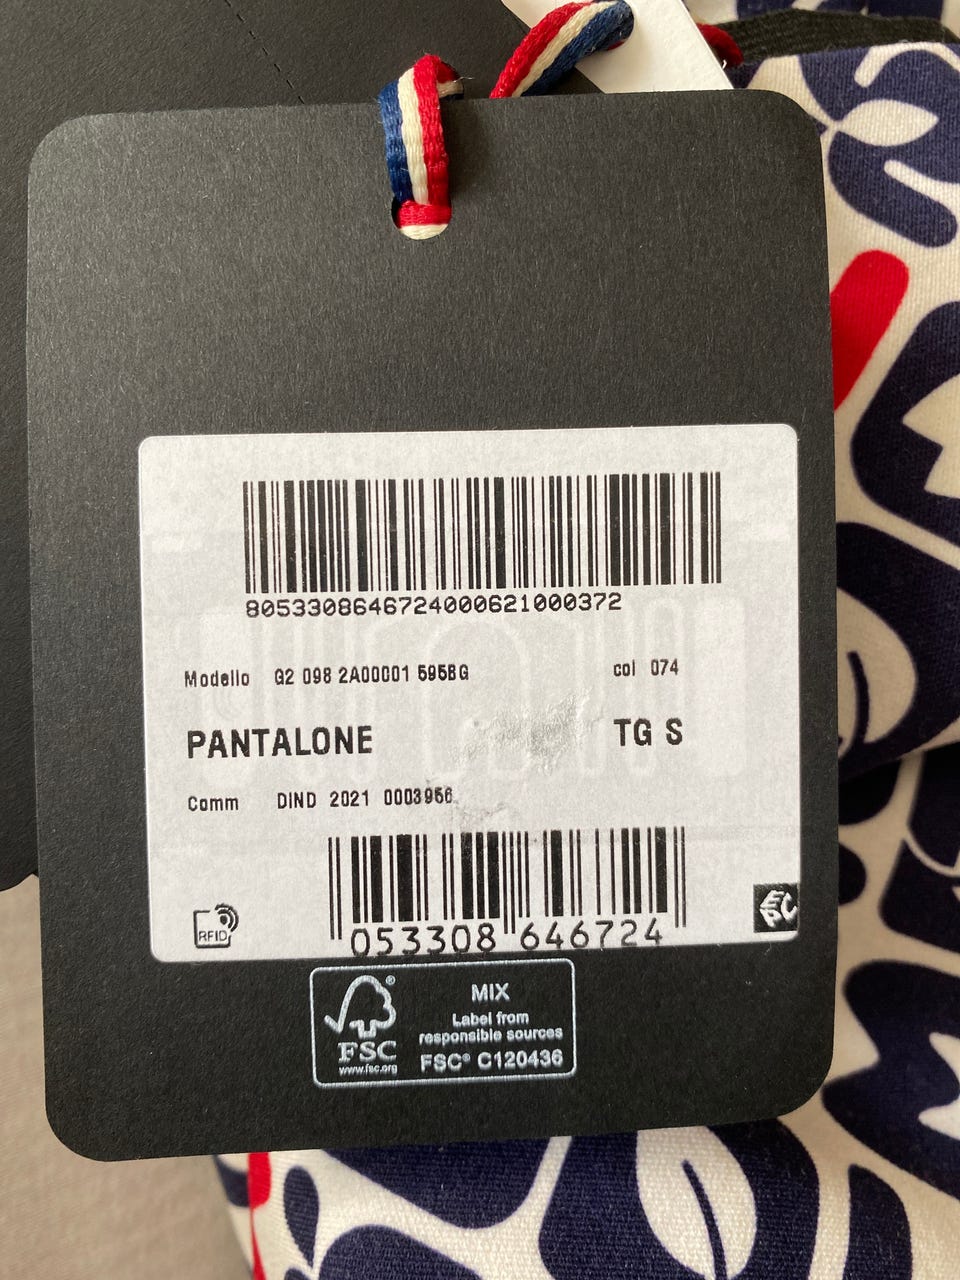 8053308646724000621000372
Modello G2 098 2A00001 595BG col 074
PANTALONE TG S
Comm DIND 2021 0003956
053308 646724
RFID
EPC
FSC®
www.fsc.org
MIX
Label from
responsible sources
FSC® C120436